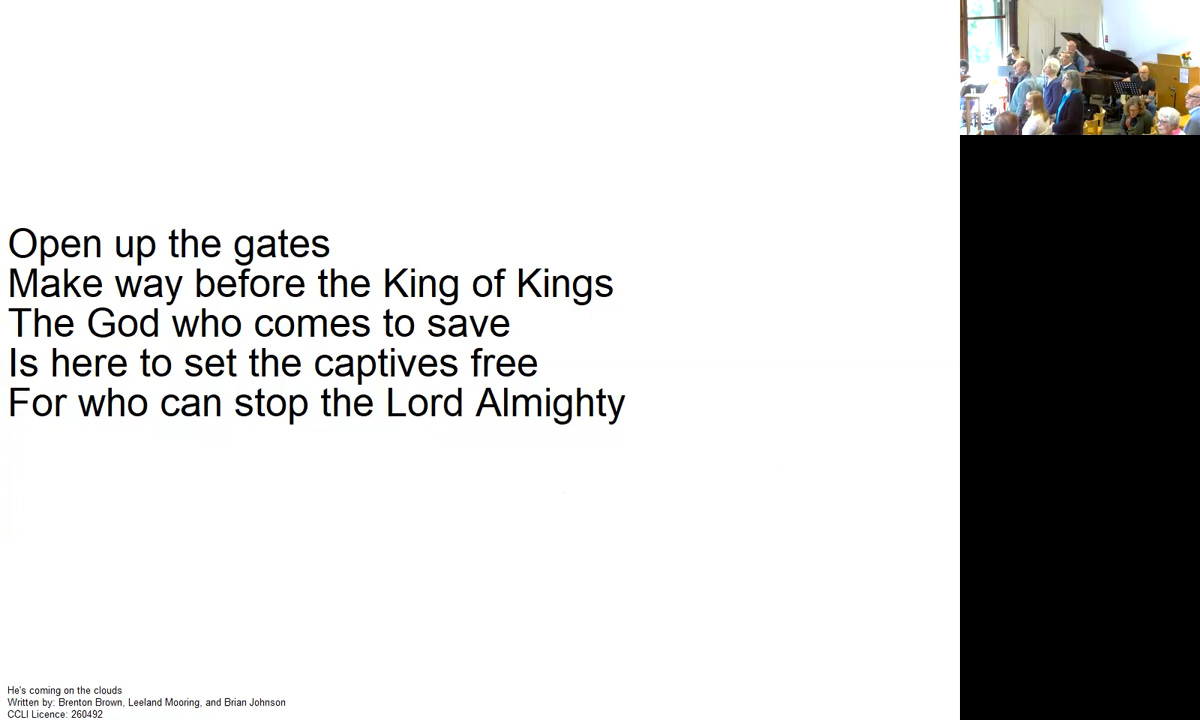 Open up the gates
Make way before the King of Kings
The God who comes to save
Is here to set the captives free
For who can stop the Lord Almighty
He's coming on the clouds
Written by: Brenton Brown, Leeland Mooring, and Brian Johnson
CCLI Licence: 260492